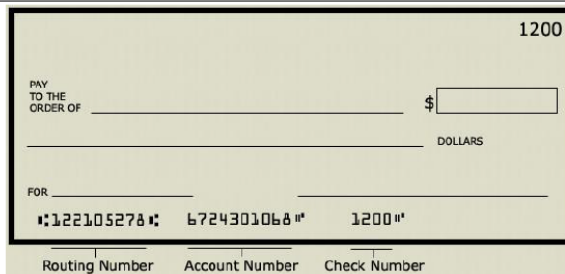 1200
PAY
TO THE
ORDER OF
$
DOLLARS
FOR
⑆122105278⑆ 6724301068⑈ 1200⑈
Routing Number Account Number Check Number